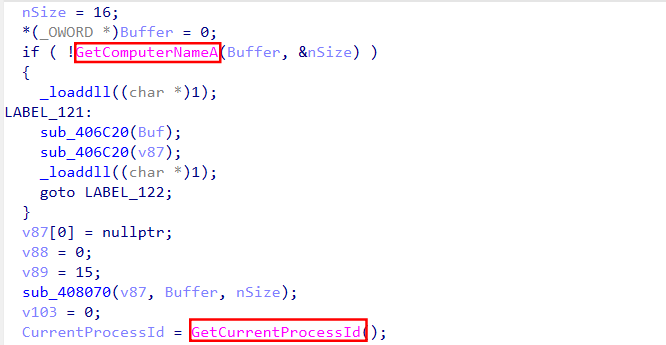 nSize = 16;
*(_OWORD *)Buffer = 0;
if ( !GetComputerNameA(Buffer, &nSize) )
{
_loaddll((char *)1);
LABEL_121:
sub_406C20(Buf);
sub_406C20(v87);
_loaddll((char *)1);
goto LABEL_122;
}
v87[0] = nullptr;
v88 = 0;
v89 = 15;
sub_408070(v87, Buffer, nSize);
v103 = 0;
CurrentProcessId = GetCurrentProcessId();